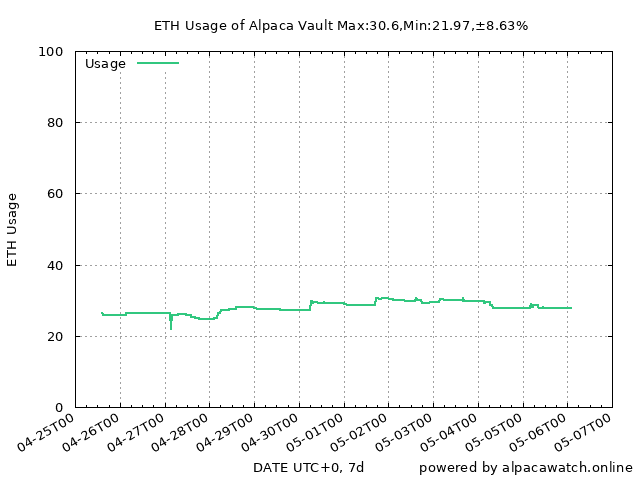 ETH Usage of Alpaca Vault Max:30.6,Min:21.97,±8.63%
Usage
100
80
60
40
20
0
ETH Usage
04-25T00
04-26T00
04-27T00
04-28T00
04-29T00
04-30T00
05-01T00
05-02T00
05-03T00
05-04T00
05-05T00
05-06T00
05-07T00
DATE UTC+0, 7d
powered by alpacawatch.online